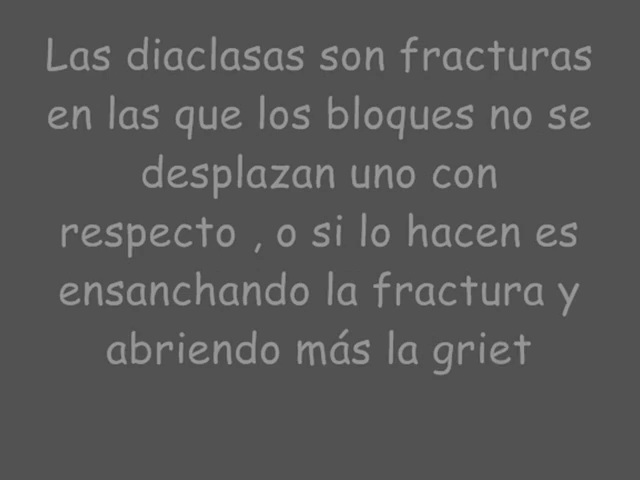 Las diaclasas son fracturas
en las que los bloques no se
desplazan uno con
respecto , o si lo hacen es
ensanchando la fractura y
abriendo más la griet